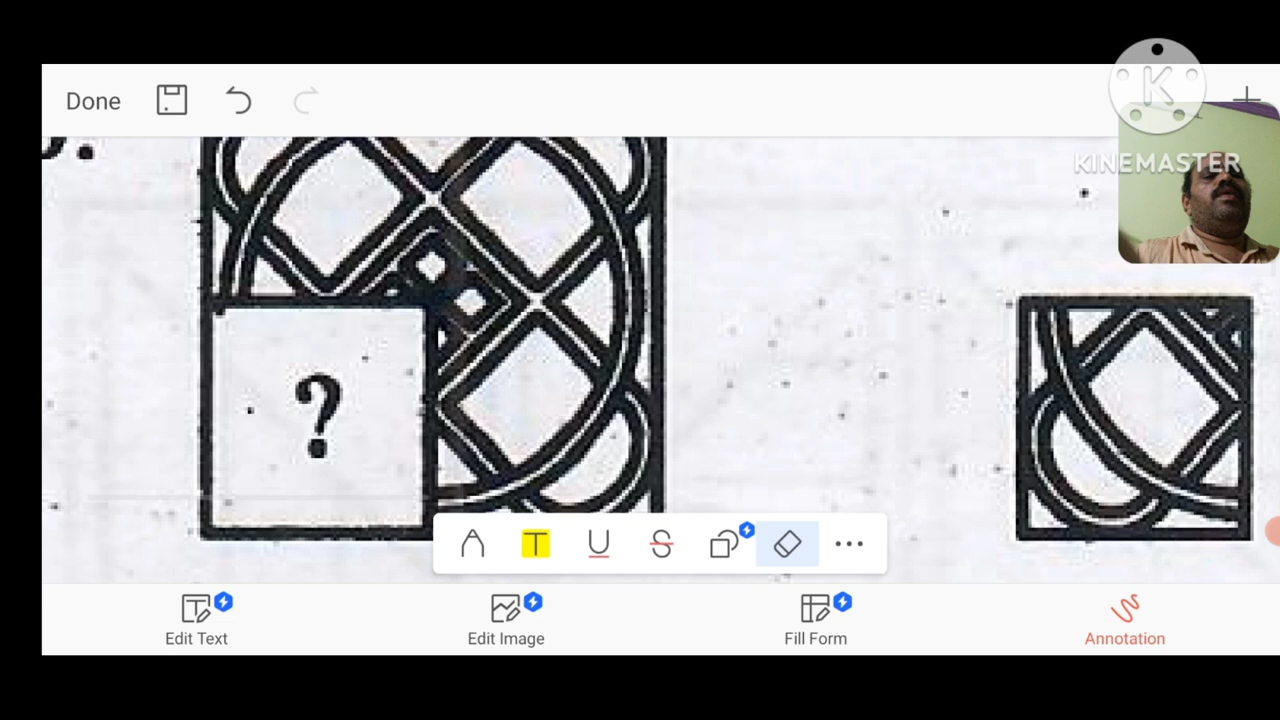 Done
K
KINEMASTER
?
T U S
Edit Text Edit Image Fill Form Annotation